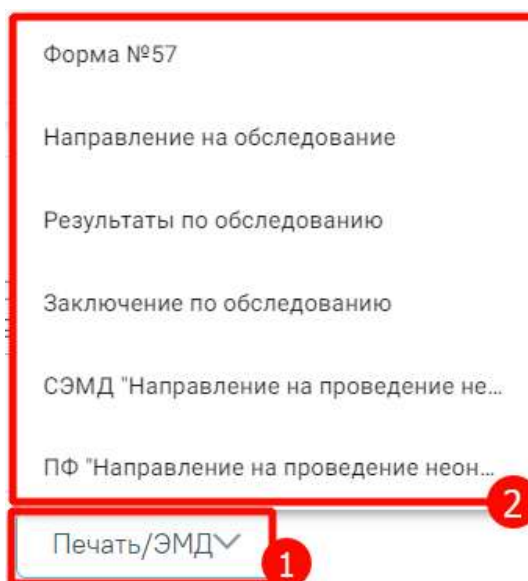 Форма №57
Направление на обследование
Результаты по обследованию
Заключение по обследованию
СЭМД "Направление на проведение не...
ПФ "Направление на проведение неон...
2
Печать/ЭМД
1